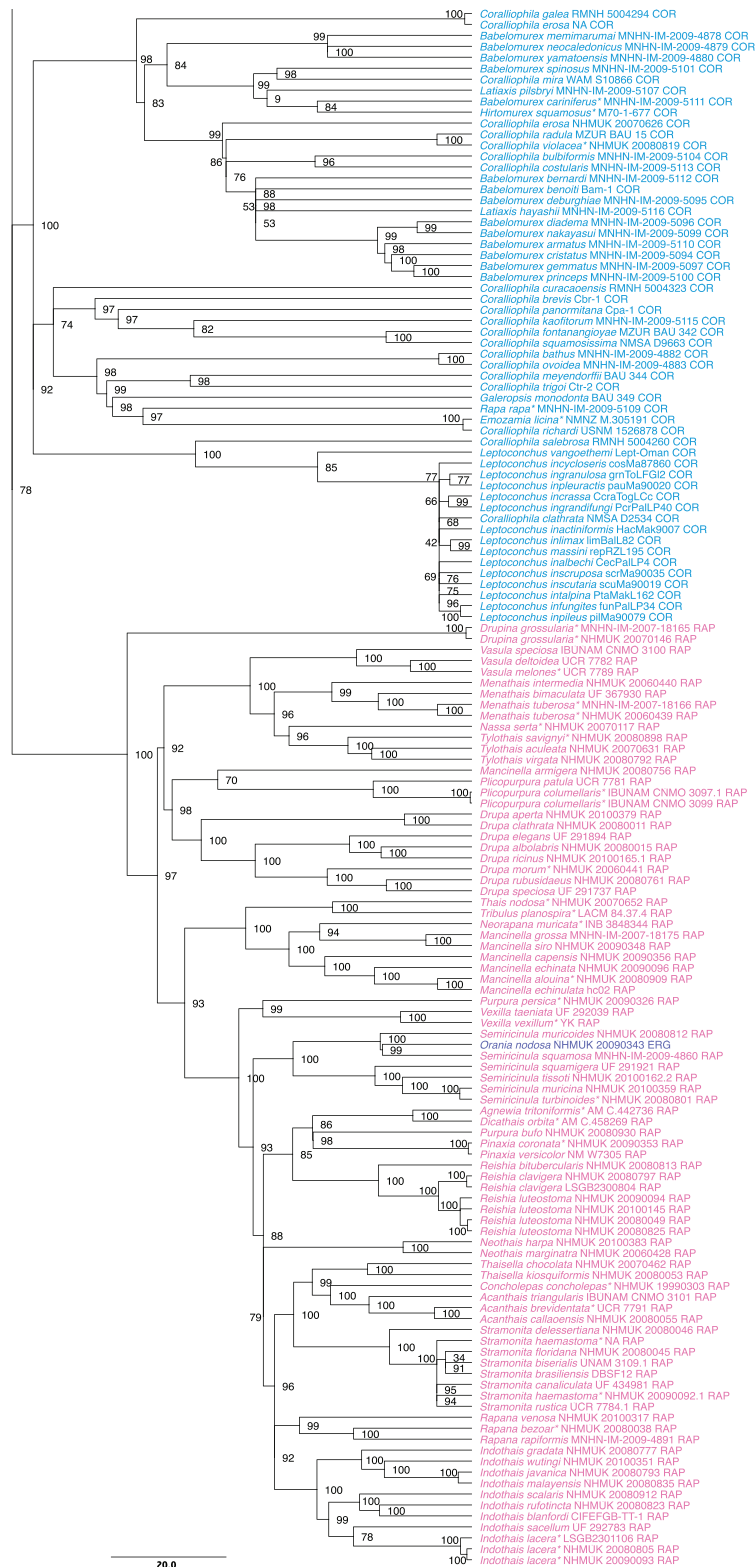 Coralliophila galea RMNH 5004294 COR
Coralliophila erosa NA COR
Babelomurex memimarumai MNHN-IM-2009-4878 COR
Babelomurex neocaledonicus MNHN-IM-2009-4879 COR
Babelomurex yamatoensis MNHN-IM-2009-4880 COR
Babelomurex spinosus MNHN-IM-2009-5101 COR
Coralliophila mira WAM S10866 COR
Latiaxis pilsbryi MNHN-IM-2009-5107 COR
Babelomurex cariniferus* MNHN-IM-2009-5111 COR
Hirtomurex squamosus* M70-1-677 COR
Coralliophila erosa NHMUK 20070626 COR
Coralliophila radula MZUR BAU 15 COR
Coralliophila violacea* NHMUK 20080819 COR
Coralliophila bulbiformis MNHN-IM-2009-5104 COR
Coralliophila costularis MNHN-IM-2009-5113 COR
Babelomurex bernardi MNHN-IM-2009-5112 COR
Babelomurex benoiti Bam-1 COR
Babelomurex deburghiae MNHN-IM-2009-5095 COR
Latiaxis hayashii MNHN-IM-2009-5116 COR
Babelomurex diadema MNHN-IM-2009-5096 COR
Babelomurex nakayasui MNHN-IM-2009-5099 COR
Babelomurex armatus MNHN-IM-2009-5110 COR
Babelomurex cristatus MNHN-IM-2009-5094 COR
Babelomurex gemmatus MNHN-IM-2009-5097 COR
Babelomurex princeps MNHN-IM-2009-5100 COR
Coralliophila curacaoensis RMNH 5004323 COR
Coralliophila brevis Cbr-1 COR
Coralliophila panormitana Cpa-1 COR
Coralliophila kaofitorum MNHN-IM-2009-5115 COR
Coralliophila fontanangioyae MZUR BAU 342 COR
Coralliophila squamosissima NMSA D9663 COR
Coralliophila bathus MNHN-IM-2009-4882 COR
Coralliophila ovoidea MNHN-IM-2009-4883 COR
Coralliophila meyendorffii BAU 344 COR
Coralliophila trigoi Ctr-2 COR
Galeropsis monodonta BAU 349 COR
Rapa rapa* MNHN-IM-2009-5109 COR
Emozamia licina* NMNZ M.305191 COR
Coralliophila richardi USNM 1526878 COR
Coralliophila salebrosa RMNH 5004260 COR
Leptoconchus vangoethemi Lept-Oman COR
Leptoconchus incycloseris cosMa87860 COR
Leptoconchus ingranulosa grnToLFGI2 COR
Leptoconchus inpleuractis pauMa90020 COR
Leptoconchus incrassa CcraTogLCc COR
Leptoconchus ingrandifungi PcrPalLP40 COR
Coralliophila clathrata NMSA D2534 COR
Leptoconchus inactiniformis HacMak9007 COR
Leptoconchus inlimax limBalL82 COR
Leptoconchus massini repRZL195 COR
Leptoconchus inalbechi CecPalLP4 COR
Leptoconchus inscruposa scrMa90035 COR
Leptoconchus inscutaria scuMa90019 COR
Leptoconchus intalpina PtaMakL162 COR
Leptoconchus infungites funPalLP34 COR
Leptoconchus inpileus pilMa90079 COR
Drupina grossularia* MNHN-IM-2007-18165 RAP
Drupina grossularia* NHMUK 20070146 RAP
Vasula speciosa IBUNAM CNMO 3100 RAP
Vasula deltoidea UCR 7782 RAP
Vasula melones* UCR 7789 RAP
Menathais intermedia NHMUK 20060440 RAP
Menathais bimaculata UF 367930 RAP
Menathais tuberosa* MNHN-IM-2007-18166 RAP
Menathais tuberosa* NHMUK 20060439 RAP
Nassa serta* NHMUK 20070117 RAP
Tylothais savignyi* NHMUK 20080898 RAP
Tylothais aculeata NHMUK 20070631 RAP
Tylothais virgata NHMUK 20080792 RAP
Mancinella armigera NHMUK 20080756 RAP
Plicopurpura patula UCR 7781 RAP
Plicopurpura columellaris* IBUNAM CNMO 3097.1 RAP
Plicopurpura columellaris* IBUNAM CNMO 3099 RAP
Drupa aperta NHMUK 20100379 RAP
Drupa clathrata NHMUK 20080011 RAP
Drupa elegans UF 291894 RAP
Drupa albolabris NHMUK 20080015 RAP
Drupa ricinus NHMUK 20100165.1 RAP
Drupa morum* NHMUK 20060441 RAP
Drupa rubusidaeus NHMUK 20080761 RAP
Drupa speciosa UF 291737 RAP
Thais nodosa* NHMUK 20070652 RAP
Tribulus planospira* LACM 84.37.4 RAP
Neorapana muricata* INB 3848344 RAP
Mancinella grossa MNHN-IM-2007-18175 RAP
Mancinella siro NHMUK 20090348 RAP
Mancinella capensis NHMUK 20090356 RAP
Mancinella echinata NHMUK 20090096 RAP
Mancinella alouina* NHMUK 20080909 RAP
Mancinella echinulata hc02 RAP
Purpura persica* NHMUK 20090326 RAP
Vexilla taeniata UF 292039 RAP
Vexilla vexillum* YK RAP
Semiricinula muricoides NHMUK 20080812 RAP
Orania nodosa NHMUK 20090343 ERG
Semiricinula squamosa MNHN-IM-2009-4860 RAP
Semiricinula squamigera UF 291921 RAP
Semiricinula tissoti NHMUK 20100162.2 RAP
Semiricinula muricina NHMUK 20100359 RAP
Semiricinula turbinoides* NHMUK 20080801 RAP
Agnewia tritoniformis* AM C.442736 RAP
Dicathais orbita* AM C.458269 RAP
Purpura bufo NHMUK 20080930 RAP
Pinaxia coronata* NHMUK 20090353 RAP
Pinaxia versicolor NM W7305 RAP
Reishia bitubercularis NHMUK 20080813 RAP
Reishia clavigera NHMUK 20080797 RAP
Reishia clavigera LSGB2300804 RAP
Reishia luteostoma NHMUK 20090094 RAP
Reishia luteostoma NHMUK 20100145 RAP
Reishia luteostoma NHMUK 20080049 RAP
Reishia luteostoma NHMUK 20080825 RAP
Neothais harpa NHMUK 20100383 RAP
Neothais marginatra NHMUK 20060428 RAP
Thaisella chocolata NHMUK 20070462 RAP
Thaisella kiosquiformis NHMUK 20080053 RAP
Concholepas concholepas* NHMUK 19990303 RAP
Acanthais triangularis IBUNAM CNMO 3101 RAP
Acanthais brevidentata* UCR 7791 RAP
Acanthais callaoensis NHMUK 20080055 RAP
Stramonita delessertiana NHMUK 20080046 RAP
Stramonita haemastoma* NA RAP
Stramonita floridana NHMUK 20080045 RAP
Stramonita biserialis UNAM 3109.1 RAP
Stramonita brasiliensis DBSF12 RAP
Stramonita canaliculata UF 434981 RAP
Stramonita haemastoma* NHMUK 20090092.1 RAP
Stramonita rustica UCR 7784.1 RAP
Rapana venosa NHMUK 20100317 RAP
Rapana bezoar* NHMUK 20080038 RAP
Rapana rapiformis MNHN-IM-2009-4891 RAP
Indothais gradata NHMUK 20080777 RAP
Indothais wutingi NHMUK 20100351 RAP
Indothais javanica NHMUK 20080793 RAP
Indothais malayensis NHMUK 20080835 RAP
Indothais scalaris NHMUK 20080912 RAP
Indothais rufotincta NHMUK 20080823 RAP
Indothais blanfordi CIFEFGB-TT-1 RAP
Indothais sacellum UF 292783 RAP
Indothais lacera* LSGB2301106 RAP
Indothais lacera* NHMUK 20080805 RAP
Indothais lacera* NHMUK 20090093 RAP
20.0